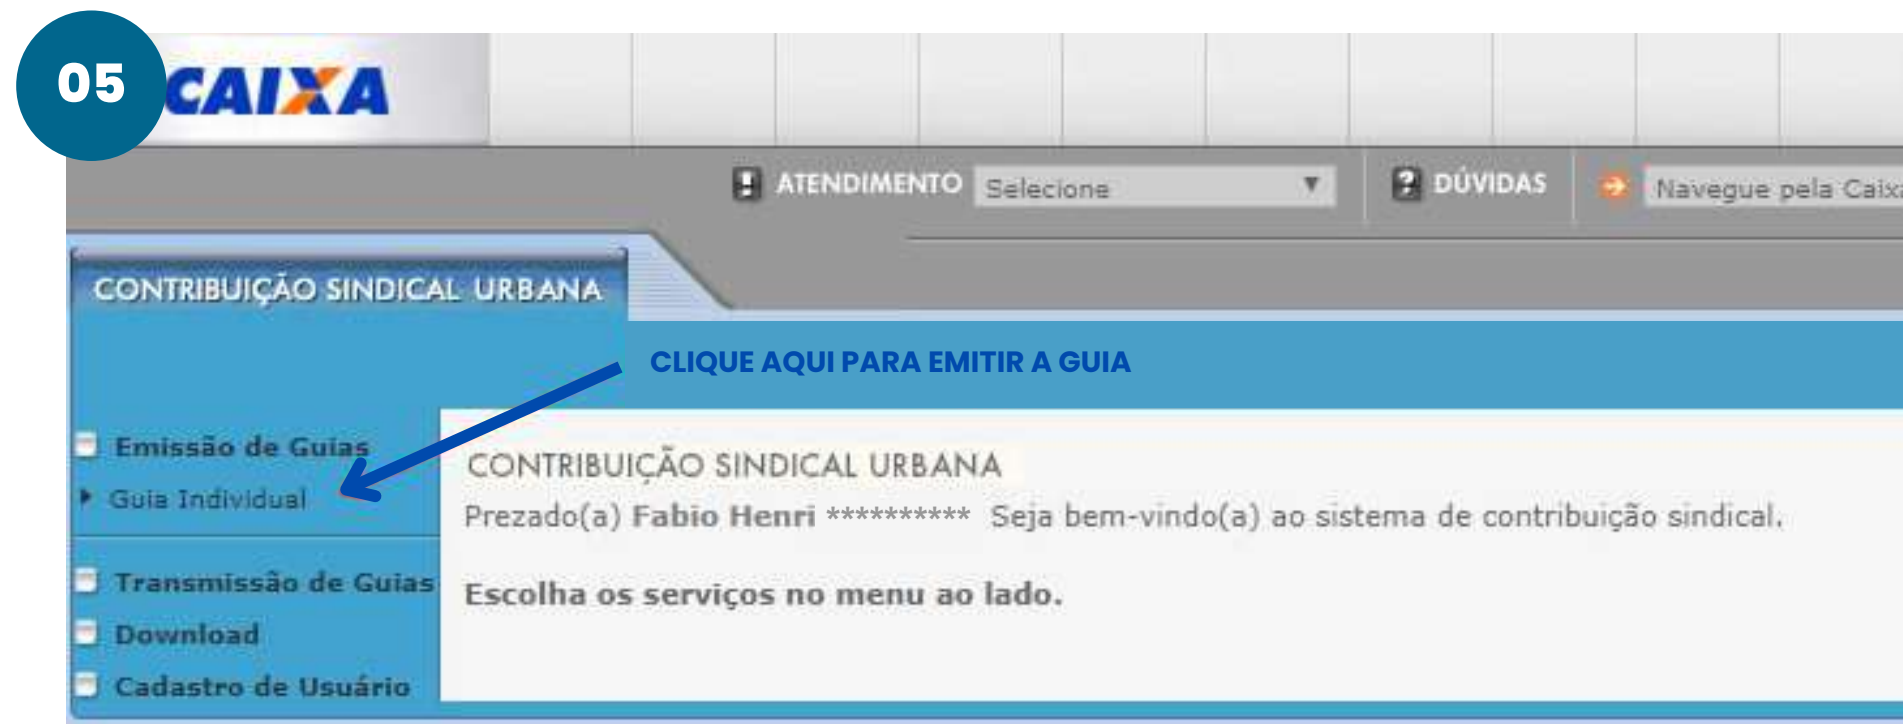 05
CAIXA
ATENDIMENTO Selecione DÚVIDAS Navegue pela Caixa
CONTRIBUIÇÃO SINDICAL URBANA
CLIQUE AQUI PARA EMITIR A GUIA
Emissão de Guias
Guia Individual
Transmissão de Guias
Download
Cadastro de Usuário
CONTRIBUIÇÃO SINDICAL URBANA
Prezado(a) Fabio Henri ********** Seja bem-vindo(a) ao sistema de contribuição sindical.
Escolha os serviços no menu ao lado.